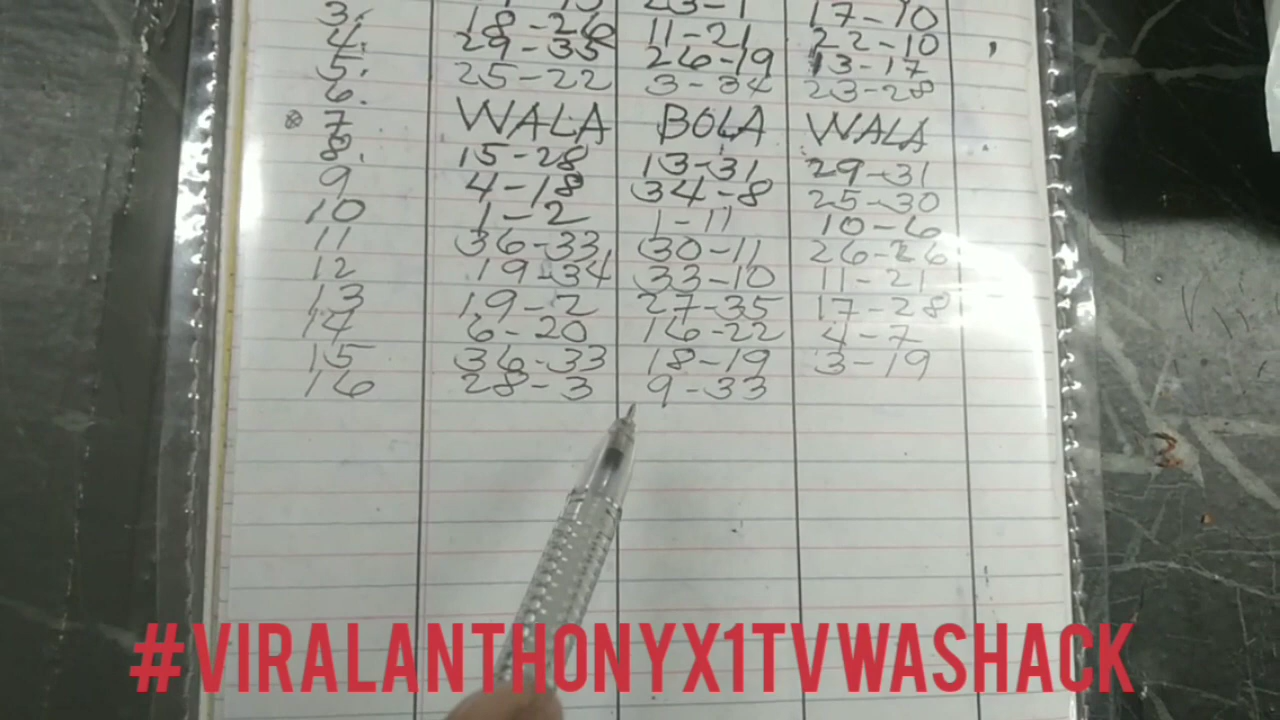 3. 18-26 23-1 17-10
4. 29-35 11-21 22-10
5. 25-22 26-19 13-17
6. 3-34 23-28
7 WALA BOLA WALA
8. 15-28 13-31 29-31
9 4-18 34-8 25-30
10 1-2 1-11 10-6
11 36-33 30-11 26-26
12 19-34 33-10 11-21
13 19-2 27-35 17-28
14 6-20 16-22 4-7
15 36-33 18-19 3-19
16 28-3 9-33
#VIRALANTHONYX1TVWASHACK